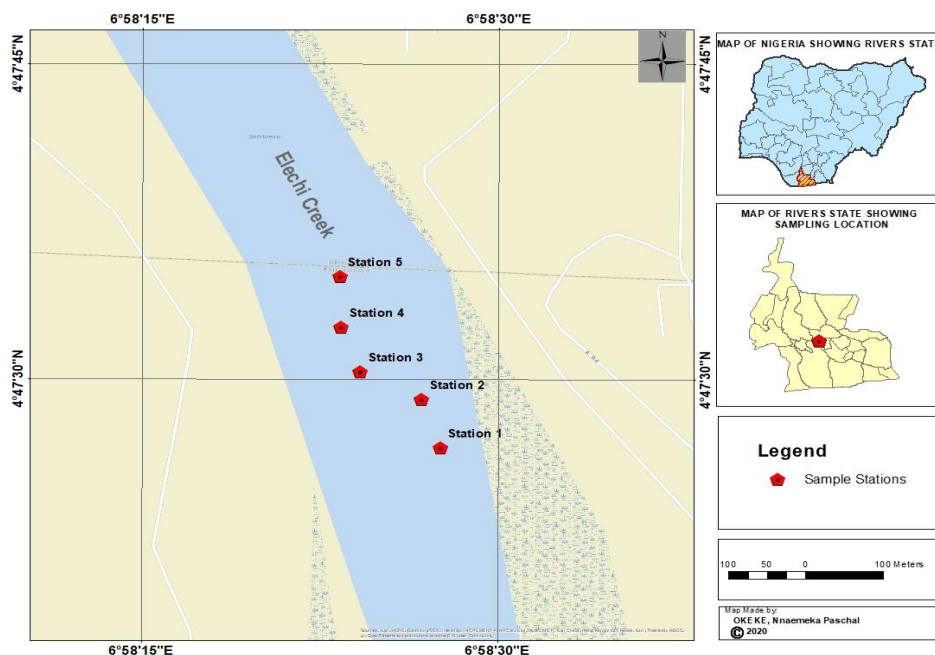 6°58'15"E
6°58'30"E
4°47'45"N
4°47'45"N
N
Elechi Creek
Station 5
Station 4
Station 3
Station 2
Station 1
4°47'30"N
4°47'30"N
6°58'15"E
6°58'30"E
MAP OF NIGERIA SHOWING RIVERS STATE
MAP OF RIVERS STATE SHOWING
SAMPLING LOCATION
Legend
Sample Stations
100 50 0 100 Meters
Map Made by:
OKEKE, Nnaemeka Paschal
© 2020